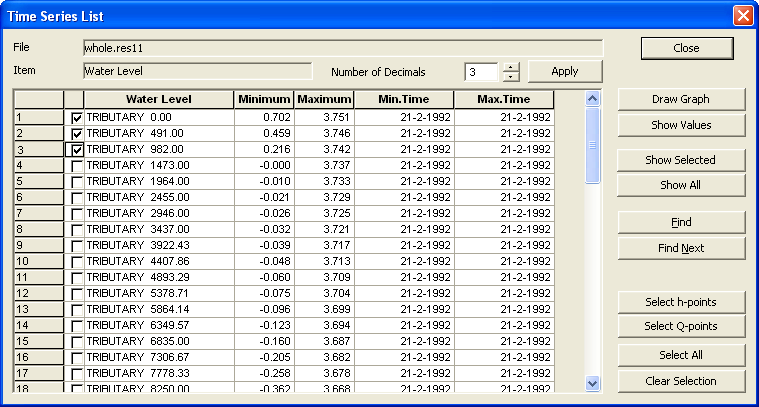 Time Series List
File whole.res11 Close
Item Water Level Number of Decimals 3 Apply
Water Level Minimum Maximum Min.Time Max.Time
1 TRIBUTARY 0.00 0.702 3.751 21-2-1992 21-2-1992
2 TRIBUTARY 491.00 0.459 3.746 21-2-1992 21-2-1992
3 TRIBUTARY 982.00 0.216 3.742 21-2-1992 21-2-1992
4 TRIBUTARY 1473.00 -0.000 3.737 21-2-1992 21-2-1992
5 TRIBUTARY 1964.00 -0.010 3.733 21-2-1992 21-2-1992
6 TRIBUTARY 2455.00 -0.021 3.729 21-2-1992 21-2-1992
7 TRIBUTARY 2946.00 -0.026 3.725 21-2-1992 21-2-1992
8 TRIBUTARY 3437.00 -0.032 3.721 21-2-1992 21-2-1992
9 TRIBUTARY 3922.43 -0.039 3.717 21-2-1992 21-2-1992
10 TRIBUTARY 4407.86 -0.048 3.713 21-2-1992 21-2-1992
11 TRIBUTARY 4893.29 -0.060 3.709 21-2-1992 21-2-1992
12 TRIBUTARY 5378.71 -0.075 3.704 21-2-1992 21-2-1992
13 TRIBUTARY 5864.14 -0.096 3.699 21-2-1992 21-2-1992
14 TRIBUTARY 6349.57 -0.123 3.694 21-2-1992 21-2-1992
15 TRIBUTARY 6835.00 -0.160 3.687 21-2-1992 21-2-1992
16 TRIBUTARY 7306.67 -0.205 3.682 21-2-1992 21-2-1992
17 TRIBUTARY 7778.33 -0.258 3.678 21-2-1992 21-2-1992
18 TRIBUTARY 8250.00 -0.362 3.668 21-2-1992 21-2-1992
Draw Graph
Show Values
Show Selected
Show All
Find
Find Next
Select h-points
Select Q-points
Select All
Clear Selection